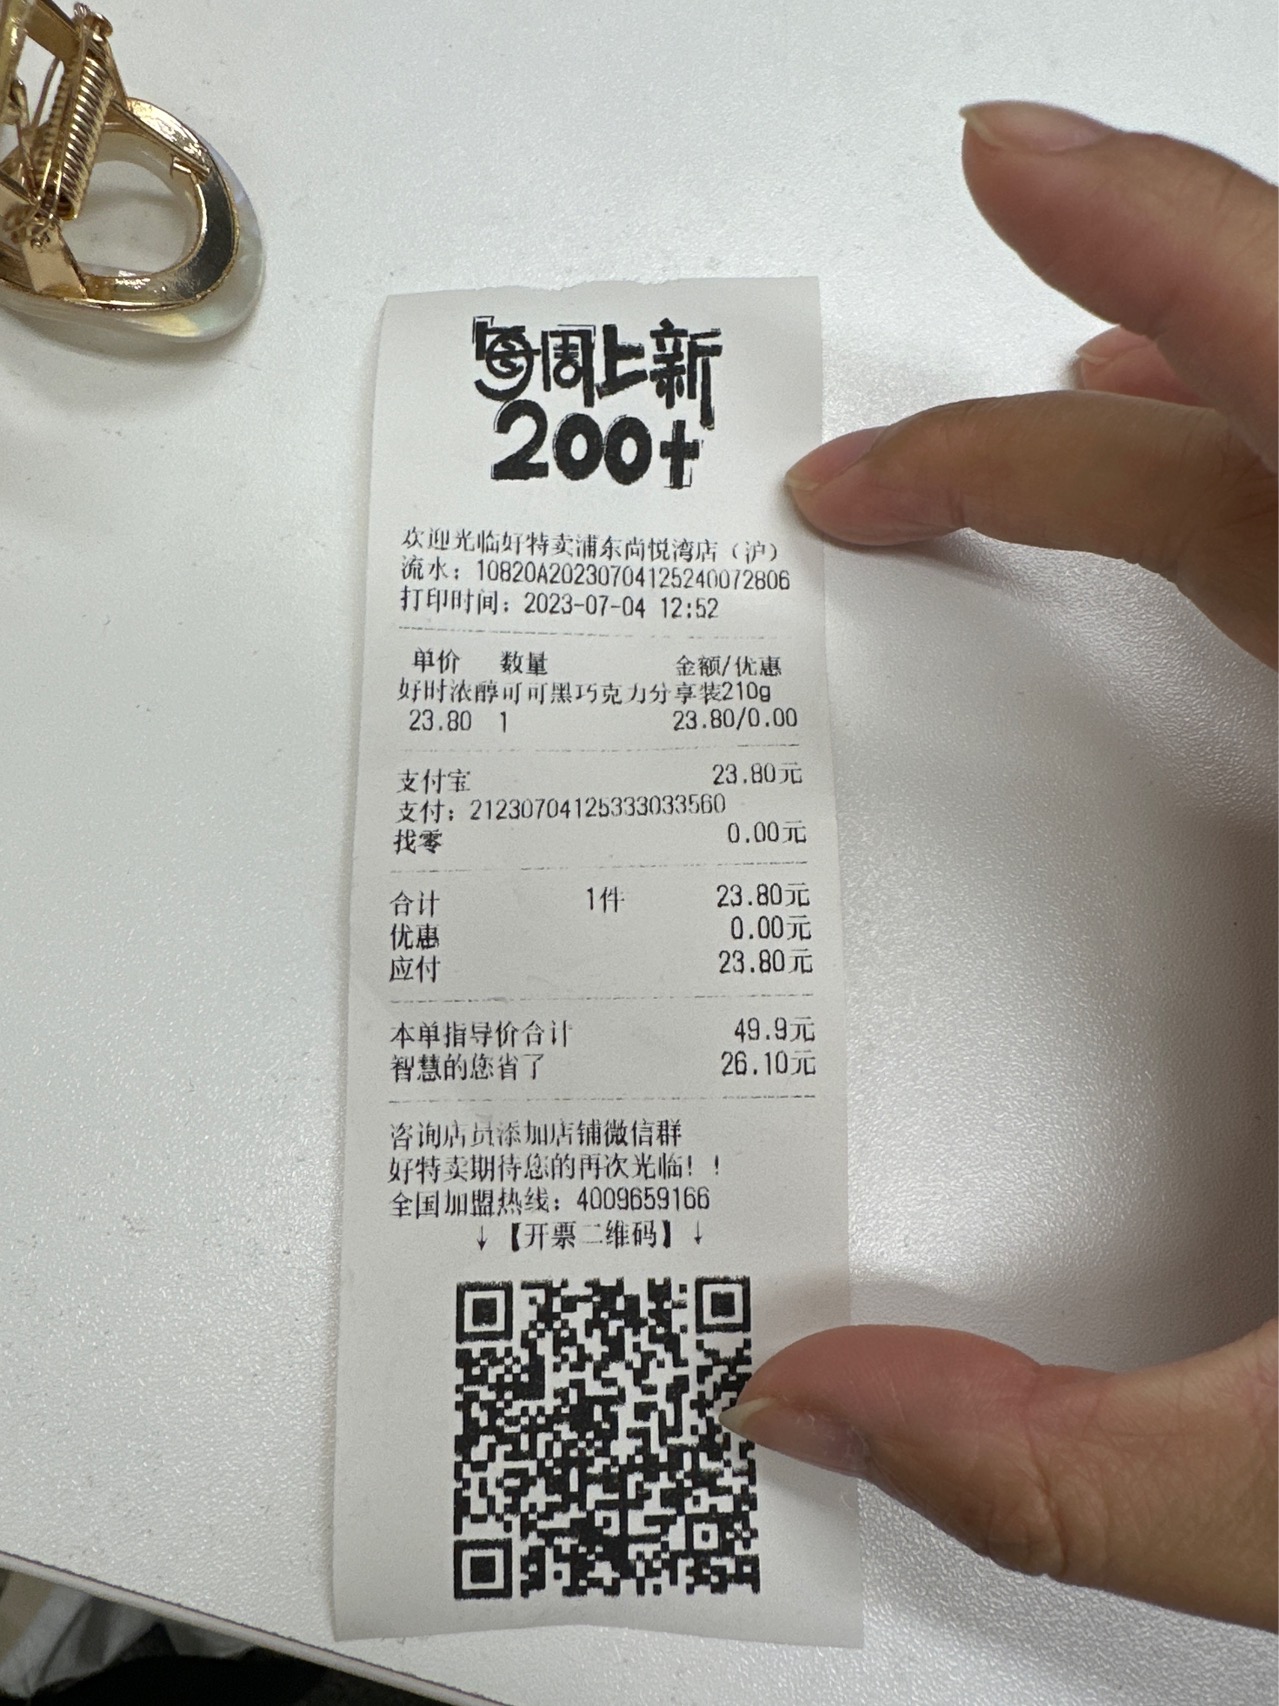 每周上新
200+
欢迎光临好特卖浦东尚悦湾店（沪）
流水：10820A20230704125240072806
打印时间：2023-07-04 12:52
单价 数量 金额/优惠
好时浓醇可可黑巧克力分享装210g
23.80 1 23.80/0.00
支付宝 23.80元
支付：21230704125333033560
找零 0.00元
合计 1件 23.80元
优惠 0.00元
应付 23.80元
本单指导价合计 49.9元
智慧的您省了 26.10元
咨询店员添加店铺微信群
好特卖期待您的再次光临！！
全国加盟热线：4009659166
↓【开票二维码】↓